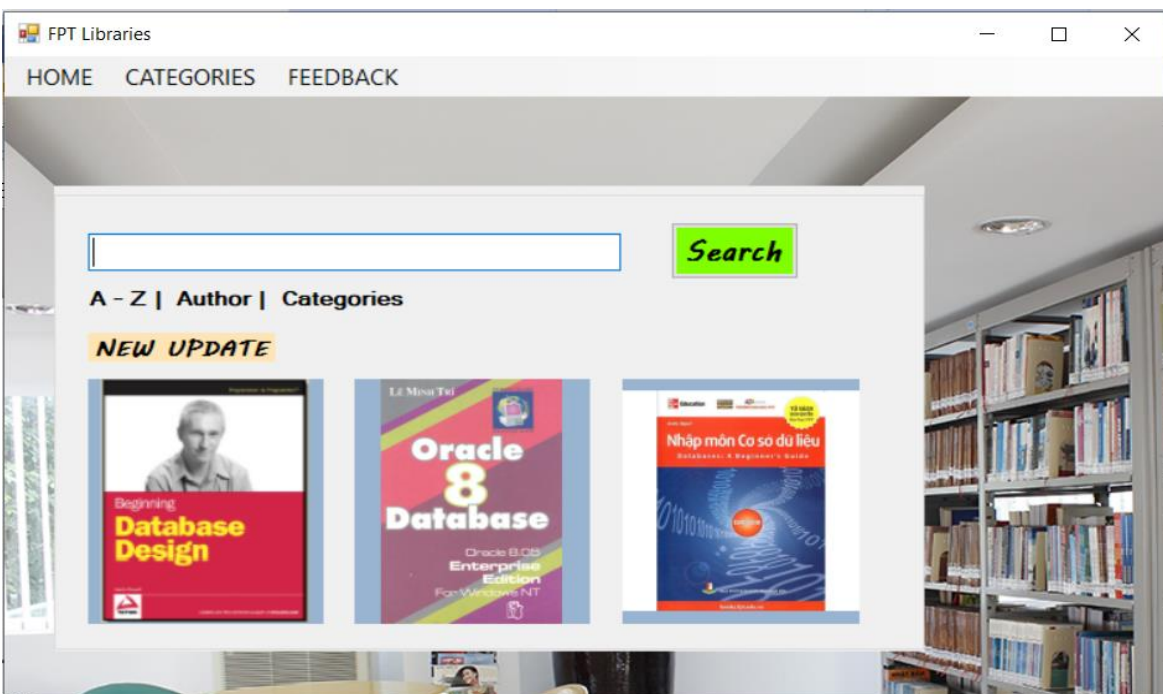 FPT Libraries
HOME CATEGORIES FEEDBACK
Search
A - Z | Author | Categories
NEW UPDATE
Beginning
Database
Design
LÊ MINH TRÍ
Oracle
8
Database
Oracle 8.05
Enterprise
Edition
For Windows NT
Education
Nhập môn Cơ sở dữ liệu
Databases: A Beginner's Guide